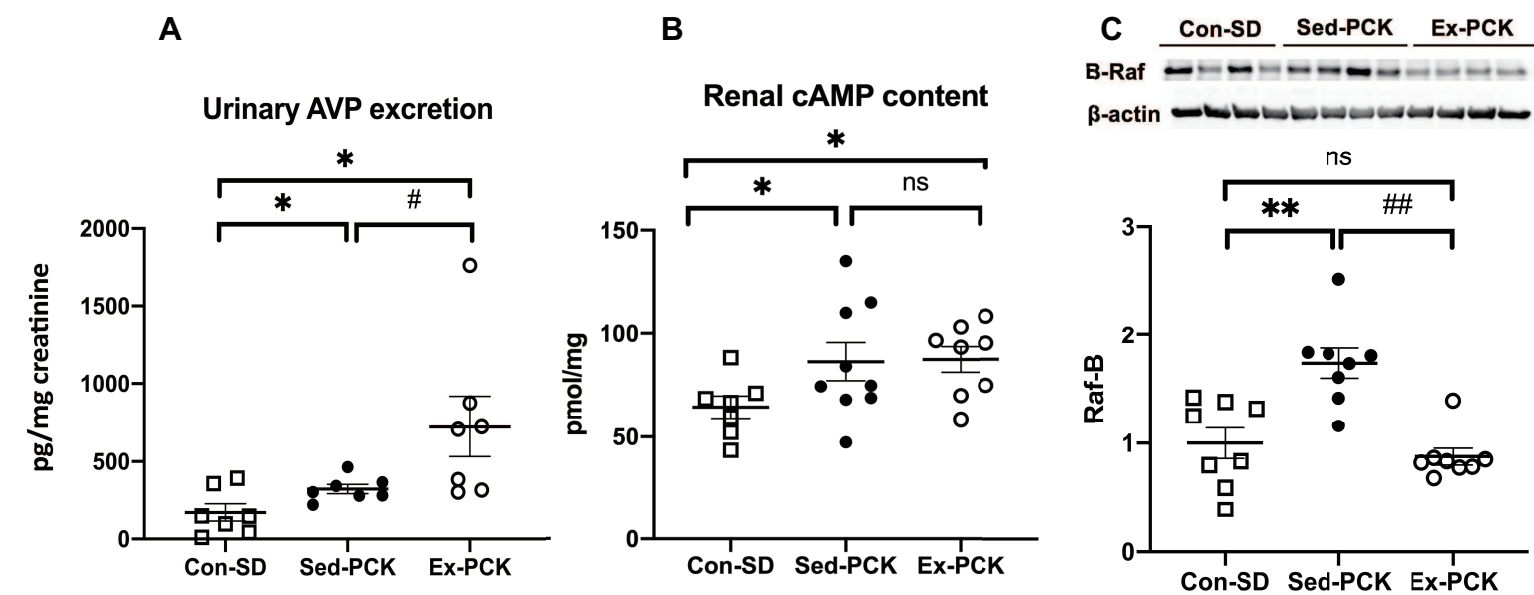 A
Urinary AVP excretion
*
* #
2000
1500
1000
500
0
pg/mg creatinine
Con-SD Sed-PCK Ex-PCK
B
Renal cAMP content
*
* ns
150
100
50
0
pmol/mg
Con-SD Sed-PCK Ex-PCK
C
Con-SD Sed-PCK Ex-PCK
B-Raf
β-actin
ns
** ##
3
2
1
0
Raf-B
Con-SD Sed-PCK Ex-PCK